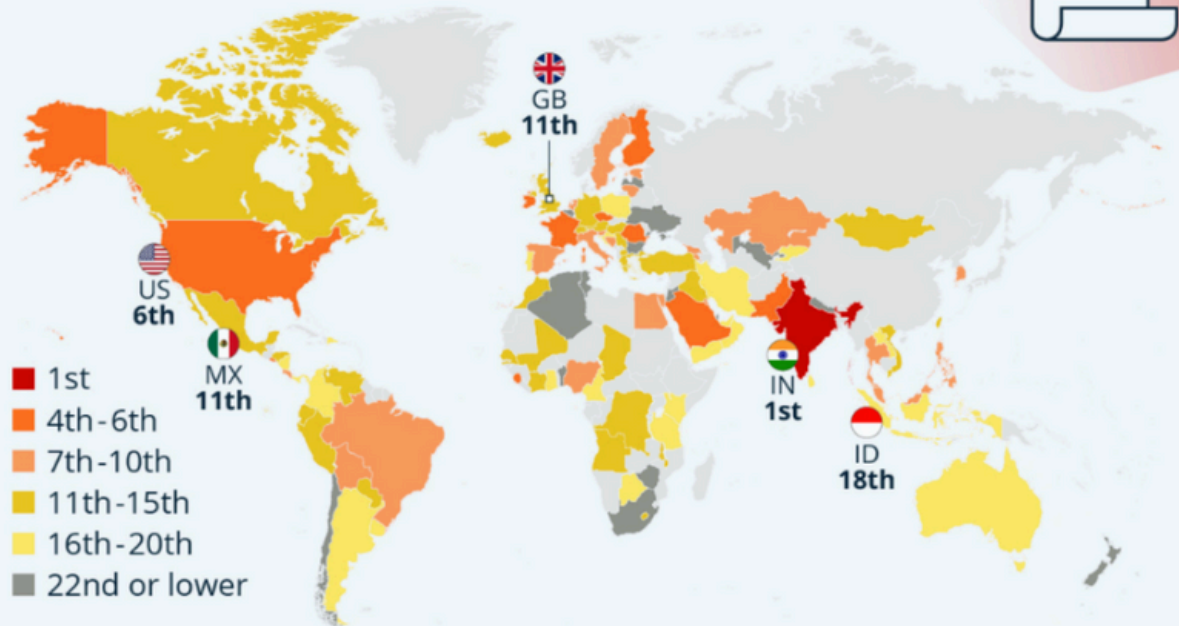 GB
11th
US
6th
MX
11th
IN
1st
ID
18th
1st
4th-6th
7th-10th
11th-15th
16th-20th
22nd or lower